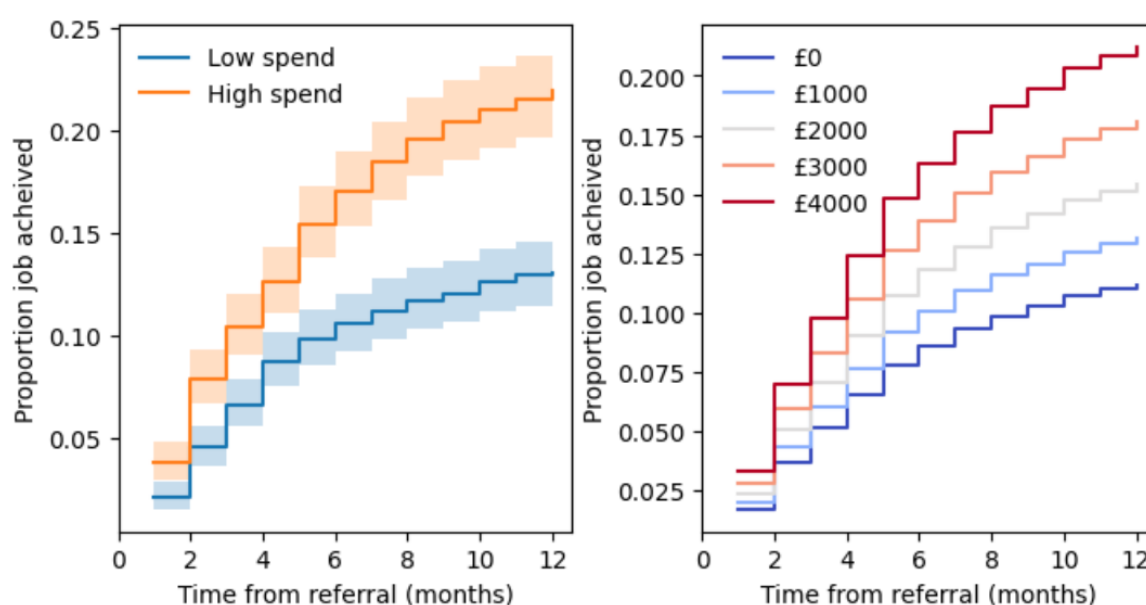 0.25
0.20
0.15
0.10
0.05
0 2 4 6 8 10 12
Proportion job acheived
Time from referral (months)
Low spend
High spend
0.200
0.175
0.150
0.125
0.100
0.075
0.050
0.025
0 2 4 6 8 10 12
Proportion job acheived
Time from referral (months)
£0
£1000
£2000
£3000
£4000